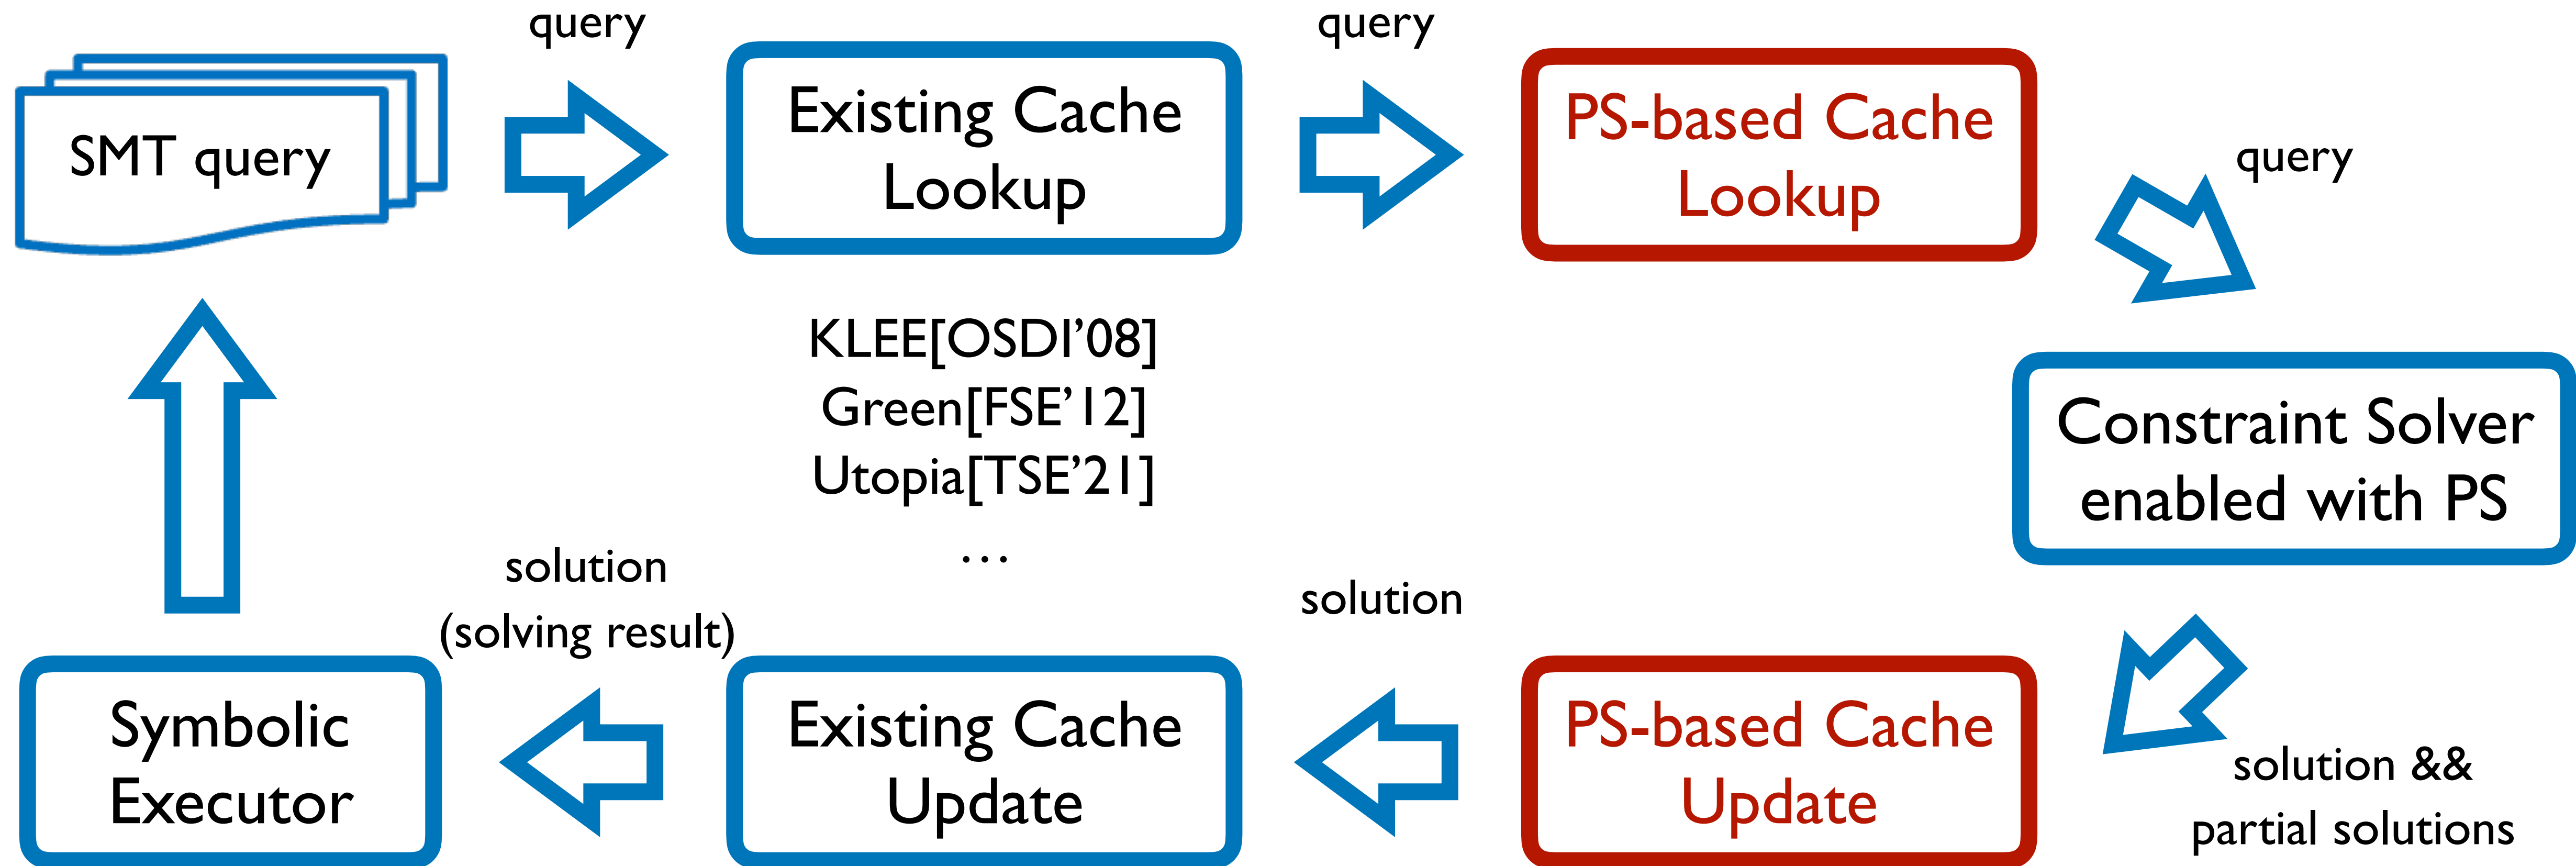 query
query
SMT query
Existing Cache
Lookup
PS-based Cache
Lookup
query
KLEE[OSDI’08]
Green[FSE’12]
Utopia[TSE’21]
…
Constraint Solver
enabled with PS
solution
(solving result)
solution
Symbolic
Executor
Existing Cache
Update
PS-based Cache
Update
solution &&
partial solutions